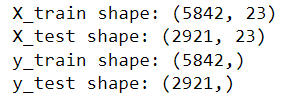 X_train shape: (5842, 23)
X_test shape: (2921, 23)
y_train shape: (5842,)
y_test shape: (2921,)